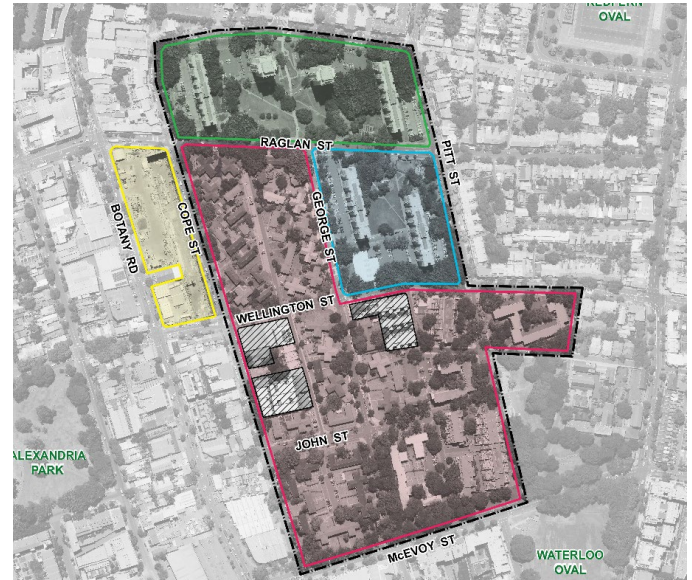 REDFERN
OVAL
RAGLAN ST
PITT ST
BOTANY RD
COPE ST
GEORGE ST
WELLINGTON ST
JOHN ST
ALEXANDRIA
PARK
McEVOY ST
WATERLOO
OVAL